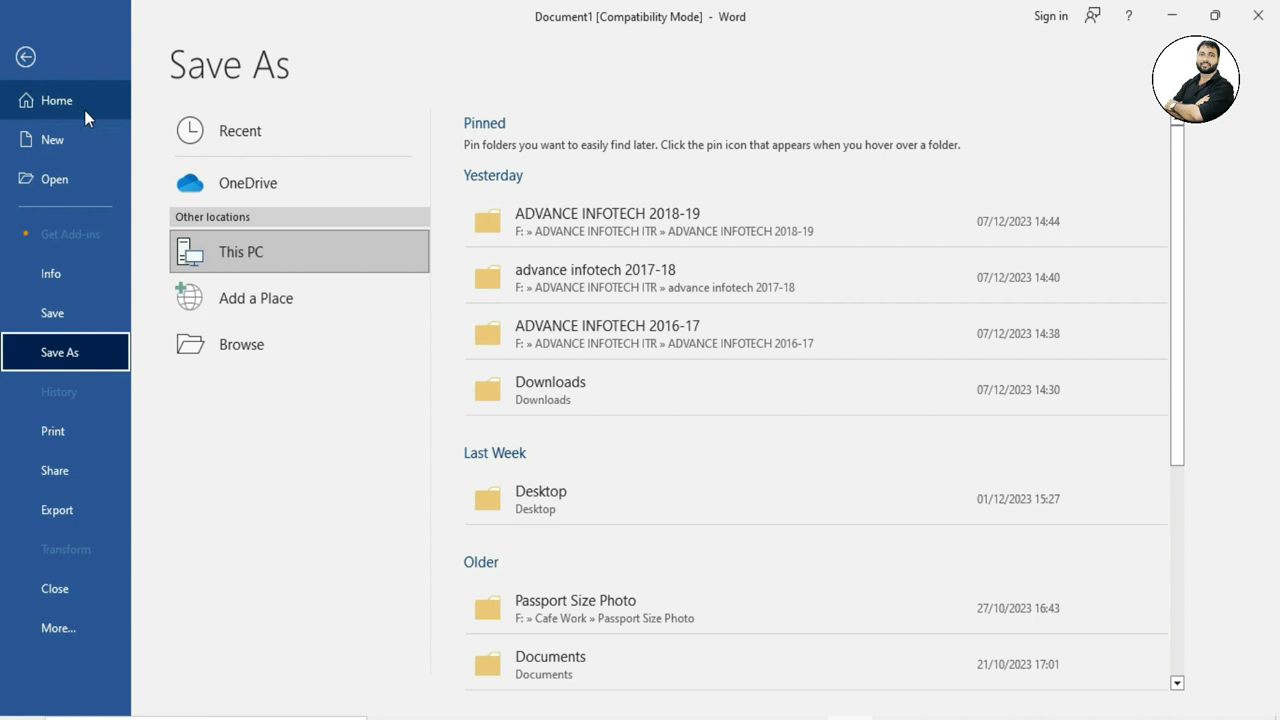 Document1 [Compatibility Mode] - Word
Sign in
?
Home
New
Open
Get Add-ins
Info
Save
Save As
History
Print
Share
Export
Transform
Close
More...
Save As
Recent
OneDrive
Other locations
This PC
Add a Place
Browse
Pinned
Pin folders you want to easily find later. Click the pin icon that appears when you hover over a folder.
Yesterday
ADVANCE INFOTECH 2018-19 07/12/2023 14:44
F: » ADVANCE INFOTECH ITR » ADVANCE INFOTECH 2018-19
advance infotech 2017-18 07/12/2023 14:40
F: » ADVANCE INFOTECH ITR » advance infotech 2017-18
ADVANCE INFOTECH 2016-17 07/12/2023 14:38
F: » ADVANCE INFOTECH ITR » ADVANCE INFOTECH 2016-17
Downloads 07/12/2023 14:30
Downloads
Last Week
Desktop 01/12/2023 15:27
Desktop
Older
Passport Size Photo 27/10/2023 16:43
F: » Cafe Work » Passport Size Photo
Documents 21/10/2023 17:01
Documents